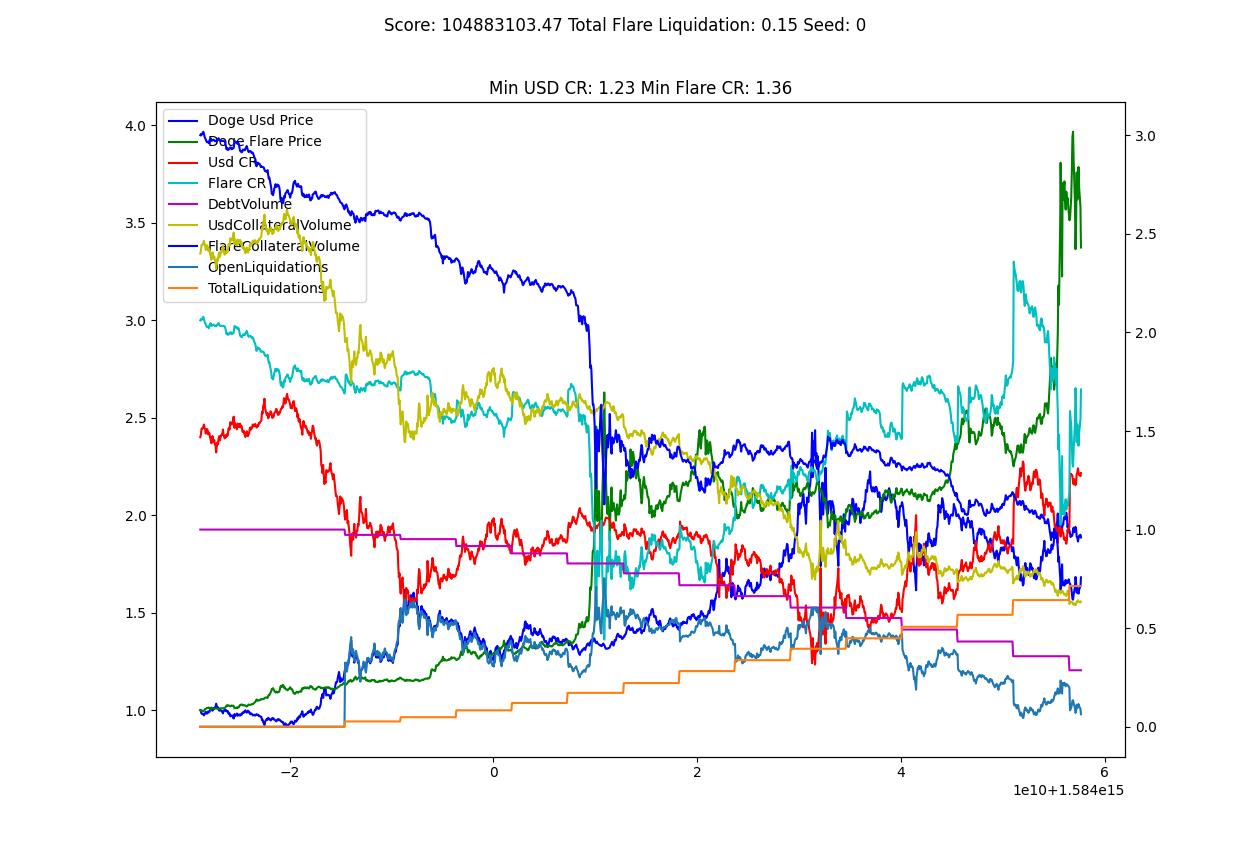 Score: 104883103.47 Total Flare Liquidation: 0.15 Seed: 0
Min USD CR: 1.23 Min Flare CR: 1.36
Doge Usd Price
Doge Flare Price
Usd CR
Flare CR
DebtVolume
UsdCollateralVolume
FlareCollateralVolume
OpenLiquidations
TotalLiquidations
4.0
3.5
3.0
2.5
2.0
1.5
1.0
3.0
2.5
2.0
1.5
1.0
0.5
0.0
−2
0
2
4
6
1e10+1.584e15